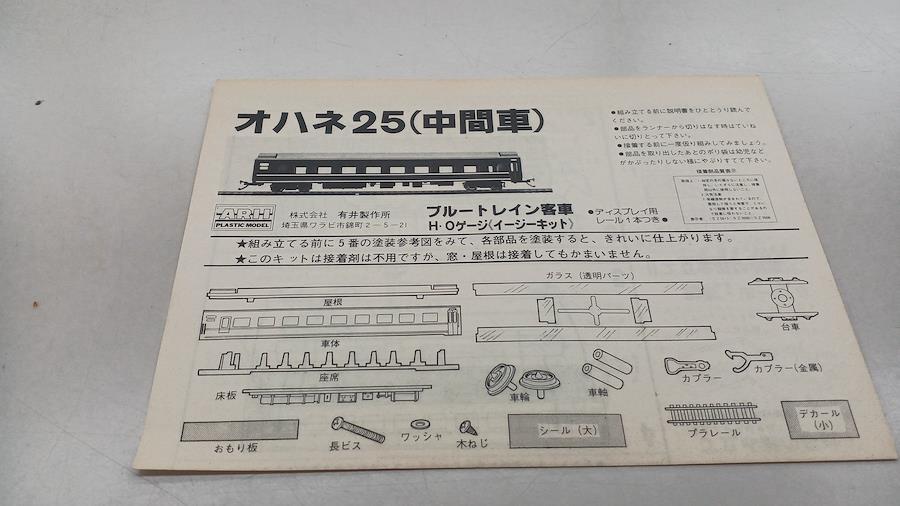 オハネ25(中間車)
●組み立てる前に説明書をひととうり読んで
ください。
●部品をランナーから切りはなす時はていね
いに切りとって下さい。
●接着する前に一度仮り組みしてみましょう。
●部品を取り出したあとのポリ袋は幼児など
がかぶったりしない様にやぶりすてて下さい。
接着剤品質表示
ARII
PLASTIC MODEL
株式会社 有井製作所
埼玉県ワラビ市錦町2-5-21
ブルートレイン客車
H・Oゲージ(イージーキット)
●ディスプレイ用
レール1本つき●
★組み立てる前に5番の塗装参考図をみて、各部品を塗装すると、きれいに仕上がります。
★このキットは接着剤は不用ですが、窓・屋根は接着してもかまいません。
屋根
ガラス(透明パーツ)
車体
台車
座席
床板
車輪
車軸
カプラー
カプラー(金属)
おもり板
長ビス
ワッシャ
木ねじ
シール(大)
プラレール
デカール
(小)